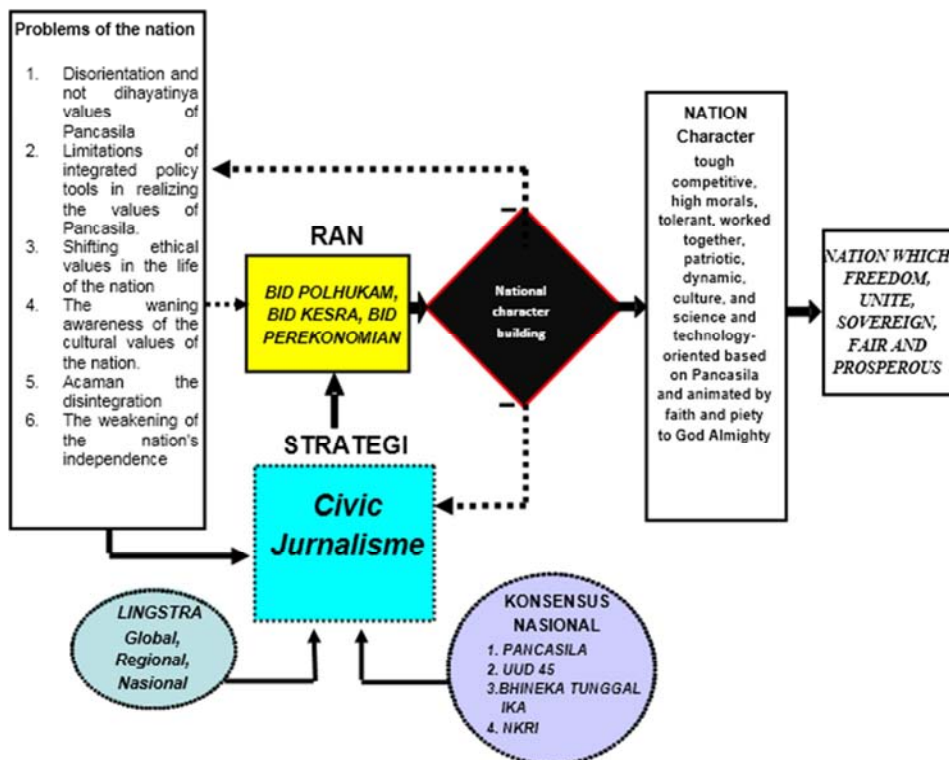 Problems of the nation
1. Disorientation and
not dihayatinya
values of
Pancasila
2. Limitations of
integrated policy
tools in realizing
the values of
Pancasila.
3. Shifting ethical
values in the life
of the nation
4. The waning
awareness of the
cultural values of
the nation.
5. Acaman the
disintegration
6. The weakening of
the nation's
independence
RAN
BID POLHUKAM,
BID KESRA, BID
PEREKONOMIAN
STRATEGI
Civic
Jurnalisme
LINGSTRA
Global,
Regional,
Nasional
KONSENSUS
NASIONAL
1. PANCASILA
2. UUD 45
3.BHINEKA TUNGGAL
IKA
4. NKRI
National
character
building
NATION
Character
tough
competitive,
high morals,
tolerant, worked
together,
patriotic,
dynamic,
culture, and
science and
technology-
oriented based
on Pancasila
and animated by
faith and piety
to God Almighty
NATION WHICH
FREEDOM,
UNITE,
SOVEREIGN,
FAIR AND
PROSPEROUS